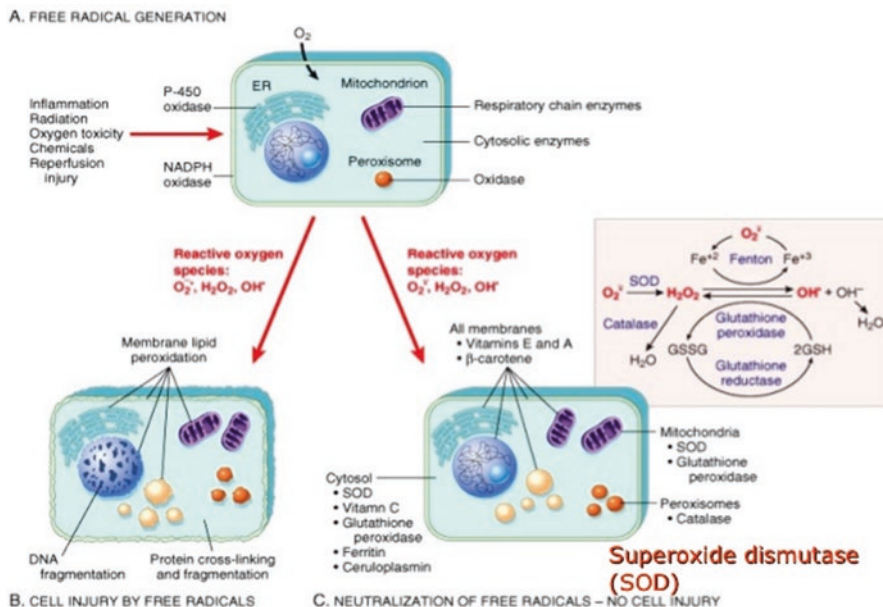 A. FREE RADICAL GENERATION
O₂
ER
Mitochondrion
P-450
oxidase
Inflammation
Radiation
Oxygen toxicity
Chemicals
Reperfusion
injury
NADPH
oxidase
Peroxisome
Respiratory chain enzymes
Cytosolic enzymes
Oxidase
Reactive oxygen
species:
O₂⁻•, H₂O₂, OH•
Reactive oxygen
species:
O₂, H₂O₂, OH•
O₂
Fe⁺² Fenton Fe⁺³
O₂ SOD H₂O₂ OH• + OH⁻
Catalase
Glutathione
peroxidase
H₂O
H₂O
GSSG 2GSH
Glutathione
reductase
Membrane lipid
peroxidation
All membranes
• Vitamins E and A
• β-carotene
DNA
fragmentation
Protein cross-linking
and fragmentation
Cytosol
• SOD
• Vitamn C
• Glutathione
peroxidase
• Ferritin
• Ceruloplasmin
Mitochondria
• SOD
• Glutathione
peroxidase
Peroxisomes
• Catalase
Superoxide dismutase
(SOD)
B. CELL INJURY BY FREE RADICALS
C. NEUTRALIZATION OF FREE RADICALS – NO CELL INJURY